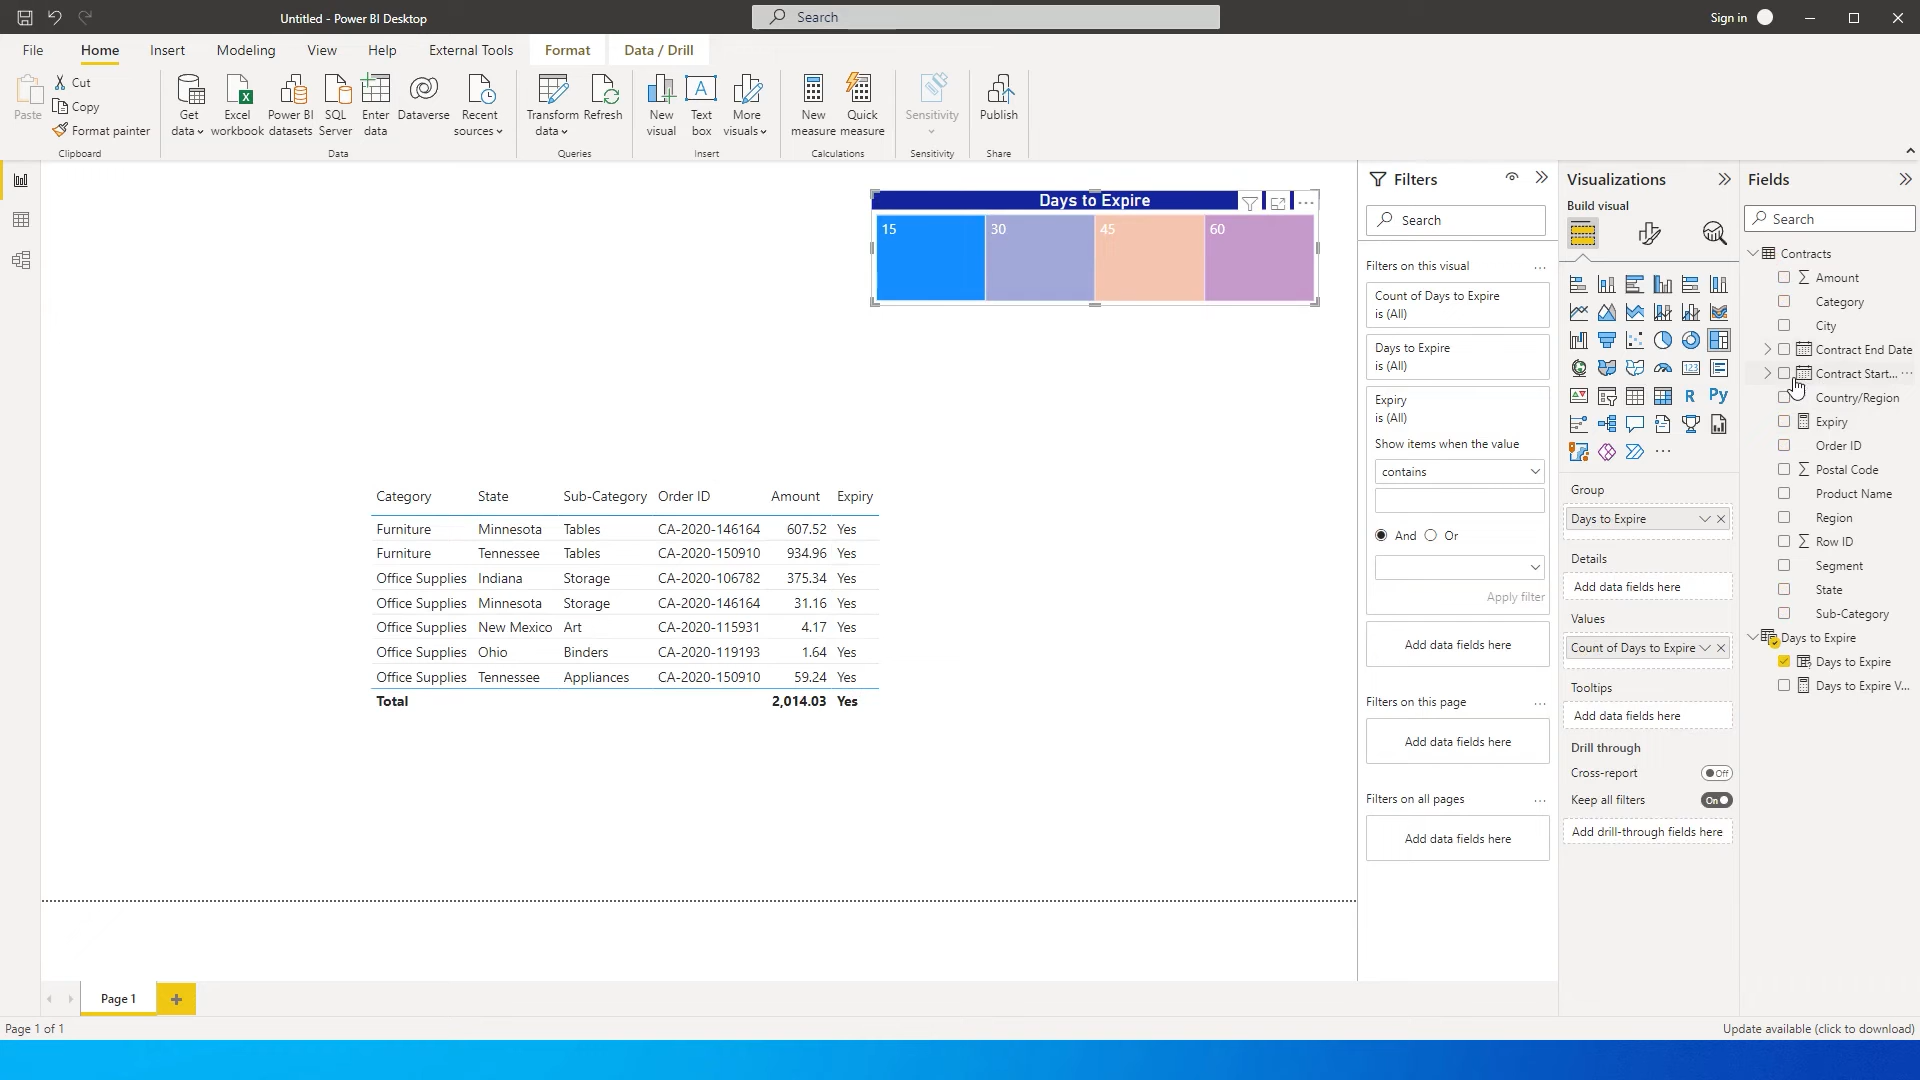 Untitled - Power BI Desktop
Search
Sign in
File
Home
Insert
Modeling
View
Help
External Tools
Format
Data / Drill
Paste
Cut
Copy
Format painter
Clipboard
Get data
Excel workbook
Power BI datasets
SQL Server
Enter data
Dataverse
Recent sources
Data
Transform data
Refresh
Queries
New visual
Text box
More visuals
Insert
New measure
Quick measure
Calculations
Sensitivity
Sensitivity
Publish
Share
Days to Expire
15 30 45 60
Category State Sub-Category Order ID Amount Expiry
Furniture Minnesota Tables CA-2020-146164 607.52 Yes
Furniture Tennessee Tables CA-2020-150910 934.96 Yes
Office Supplies Indiana Storage CA-2020-106782 375.34 Yes
Office Supplies Minnesota Storage CA-2020-146164 31.16 Yes
Office Supplies New Mexico Art CA-2020-115931 4.17 Yes
Office Supplies Ohio Binders CA-2020-119193 1.64 Yes
Office Supplies Tennessee Appliances CA-2020-150910 59.24 Yes
Total 2,014.03 Yes
Filters
Search
Filters on this visual
Count of Days to Expire
is (All)
Days to Expire
is (All)
Expiry
is (All)
Show items when the value
contains
And Or
Apply filter
Add data fields here
Filters on this page
Add data fields here
Filters on all pages
Add data fields here
Visualizations
Build visual
123
R
Py
Group
Days to Expire
Details
Add data fields here
Values
Count of Days to Expire
Tooltips
Add data fields here
Drill through
Cross-report
Off
Keep all filters
On
Add drill-through fields here
Fields
Search
Contracts
Amount
Category
City
Contract End Date
Contract Start...
Country/Region
Expiry
Order ID
Postal Code
Product Name
Region
Row ID
Segment
State
Sub-Category
Days to Expire
Days to Expire
Days to Expire V...
Page 1
Page 1 of 1
Update available (click to download)